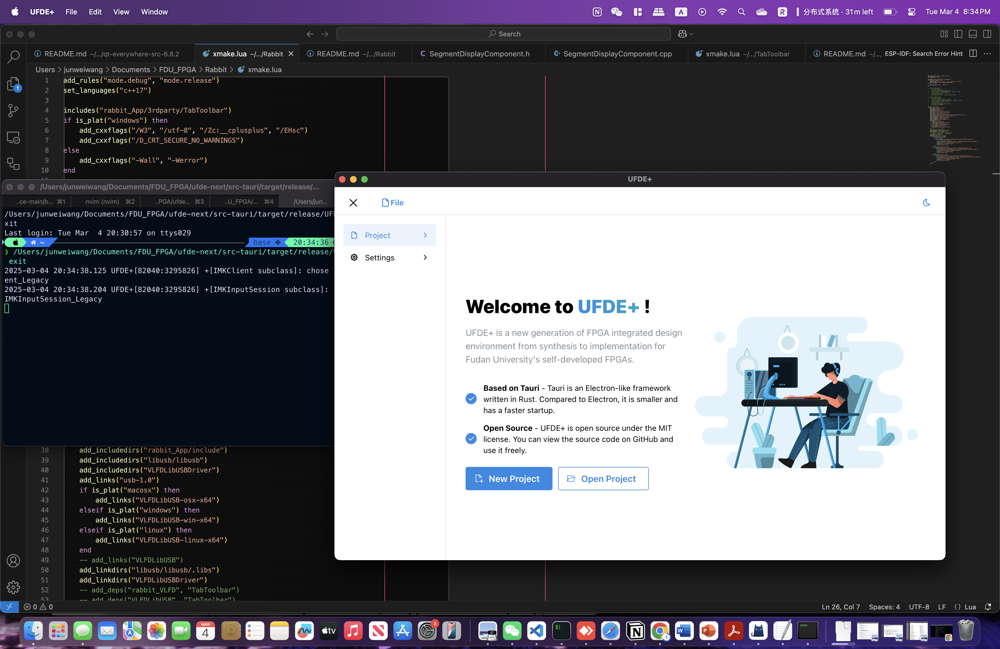 UFDE+ File Edit View Window
分布式系统 · 31m left Tue Mar 4 8:34 PM
Search
README.md ~/.../qt-everywhere-src-6.8.2
xmake.lua ~/.../Rabbit
README.md ~/.../Rabbit
SegmentDisplayComponent.h
SegmentDisplayComponent.cpp
xmake.lua ~/.../TabToolbar
README.md ~/...,
ESP-IDF: Search Error Hint
Users > junweiwang > Documents > FDU_FPGA > Rabbit > xmake.lua
1 add_rules("mode.debug", "mode.release")
2 set_languages("c++17")
3
4 includes("rabbit_App/3rdparty/TabToolbar")
5 if is_plat("windows") then
6 add_cxxflags("/W3", "/utf-8", "/Zc:__cplusplus", "/EHsc")
7 add_cxxflags("/D_CRT_SECURE_NO_WARNINGS")
8 else
9 add_cxxflags("-Wall", "-Werror")
10 end
/Users/junweiwang/Documents/FDU_FPGA/ufde-next/src-tauri/target/release/...
..ce-main/b... ⌘1 nvim (nvim) ⌘2 ..PGA/ufde... ⌘3 ..U_FPGA/... ⌘4 /Users/jun...
/Users/junweiwang/Documents/FDU_FPGA/ufde-next/src-tauri/target/release/UF
xit
Last login: Tue Mar  4 20:30:57 on ttys029
~ base 20:34:36
❯ /Users/junweiwang/Documents/FDU_FPGA/ufde-next/src-tauri/target/release/
exit
2025-03-04 20:34:38.125 UFDE+[82040:3295826] +[IMKClient subclass]: chose
ent_Legacy
2025-03-04 20:34:38.204 UFDE+[82040:3295826] +[IMKInputSession subclass]:
IMKInputSession_Legacy
38 add_includedirs("rabbit_App/include")
39 add_includedirs("libusb/libusb")
40 add_includedirs("VLFDLibUSBDriver")
41 add_links("usb-1.0")
42 if is_plat("macosx") then
43 add_links("VLFDLibUSB-osx-x64")
44 elseif is_plat("windows") then
45 add_links("VLFDLibUSB-win-x64")
46 elseif is_plat("linux") then
47 add_links("VLFDLibUSB-linux-x64")
48 end
49 -- add_links("VLFDLibUSB")
50 add_linkdirs("libusb/libusb/.libs")
51 add_linkdirs("VLFDLibUSBDriver")
52 -- add_deps("rabbit_VLFD", "TabToolbar")
53 -- add_deps("VLFDLibUSB", "TabToolbar")
UFDE+
File
Project
Settings
Welcome to UFDE+ !
UFDE+ is a new generation of FPGA integrated design
environment from synthesis to implementation for
Fudan University's self-developed FPGAs.
Based on Tauri - Tauri is an Electron-like framework
written in Rust. Compared to Electron, it is smaller and
has a faster startup.
Open Source - UFDE+ is open source under the MIT
license. You can view the source code on GitHub and
use it freely.
New Project
Open Project
0 0
Ln 26, Col 7 Spaces: 4 UTF-8 LF {} Lua
MAR
4
tv
3
1
exec